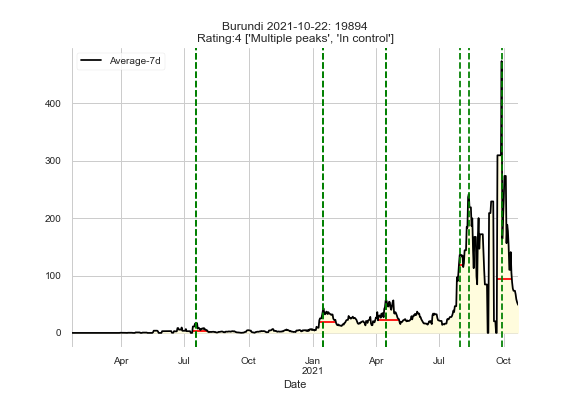 Burundi 2021-10-22: 19894
Rating:4 ['Multiple peaks', 'In control']
Average-7d
400
300
200
100
0
Apr Jul Oct Jan Apr Jul Oct
2021
Date